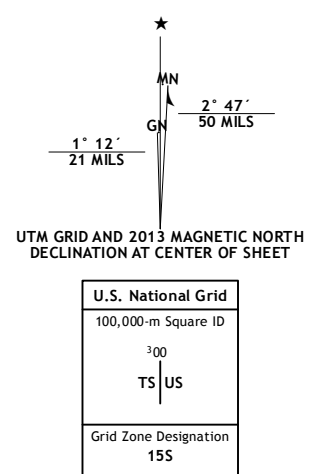 ★
MN
GN
2° 47´
50 MILS
1° 12´
21 MILS
UTM GRID AND 2013 MAGNETIC NORTH
DECLINATION AT CENTER OF SHEET
U.S. National Grid
100,000-m Square ID
³00
TS US
Grid Zone Designation
15S